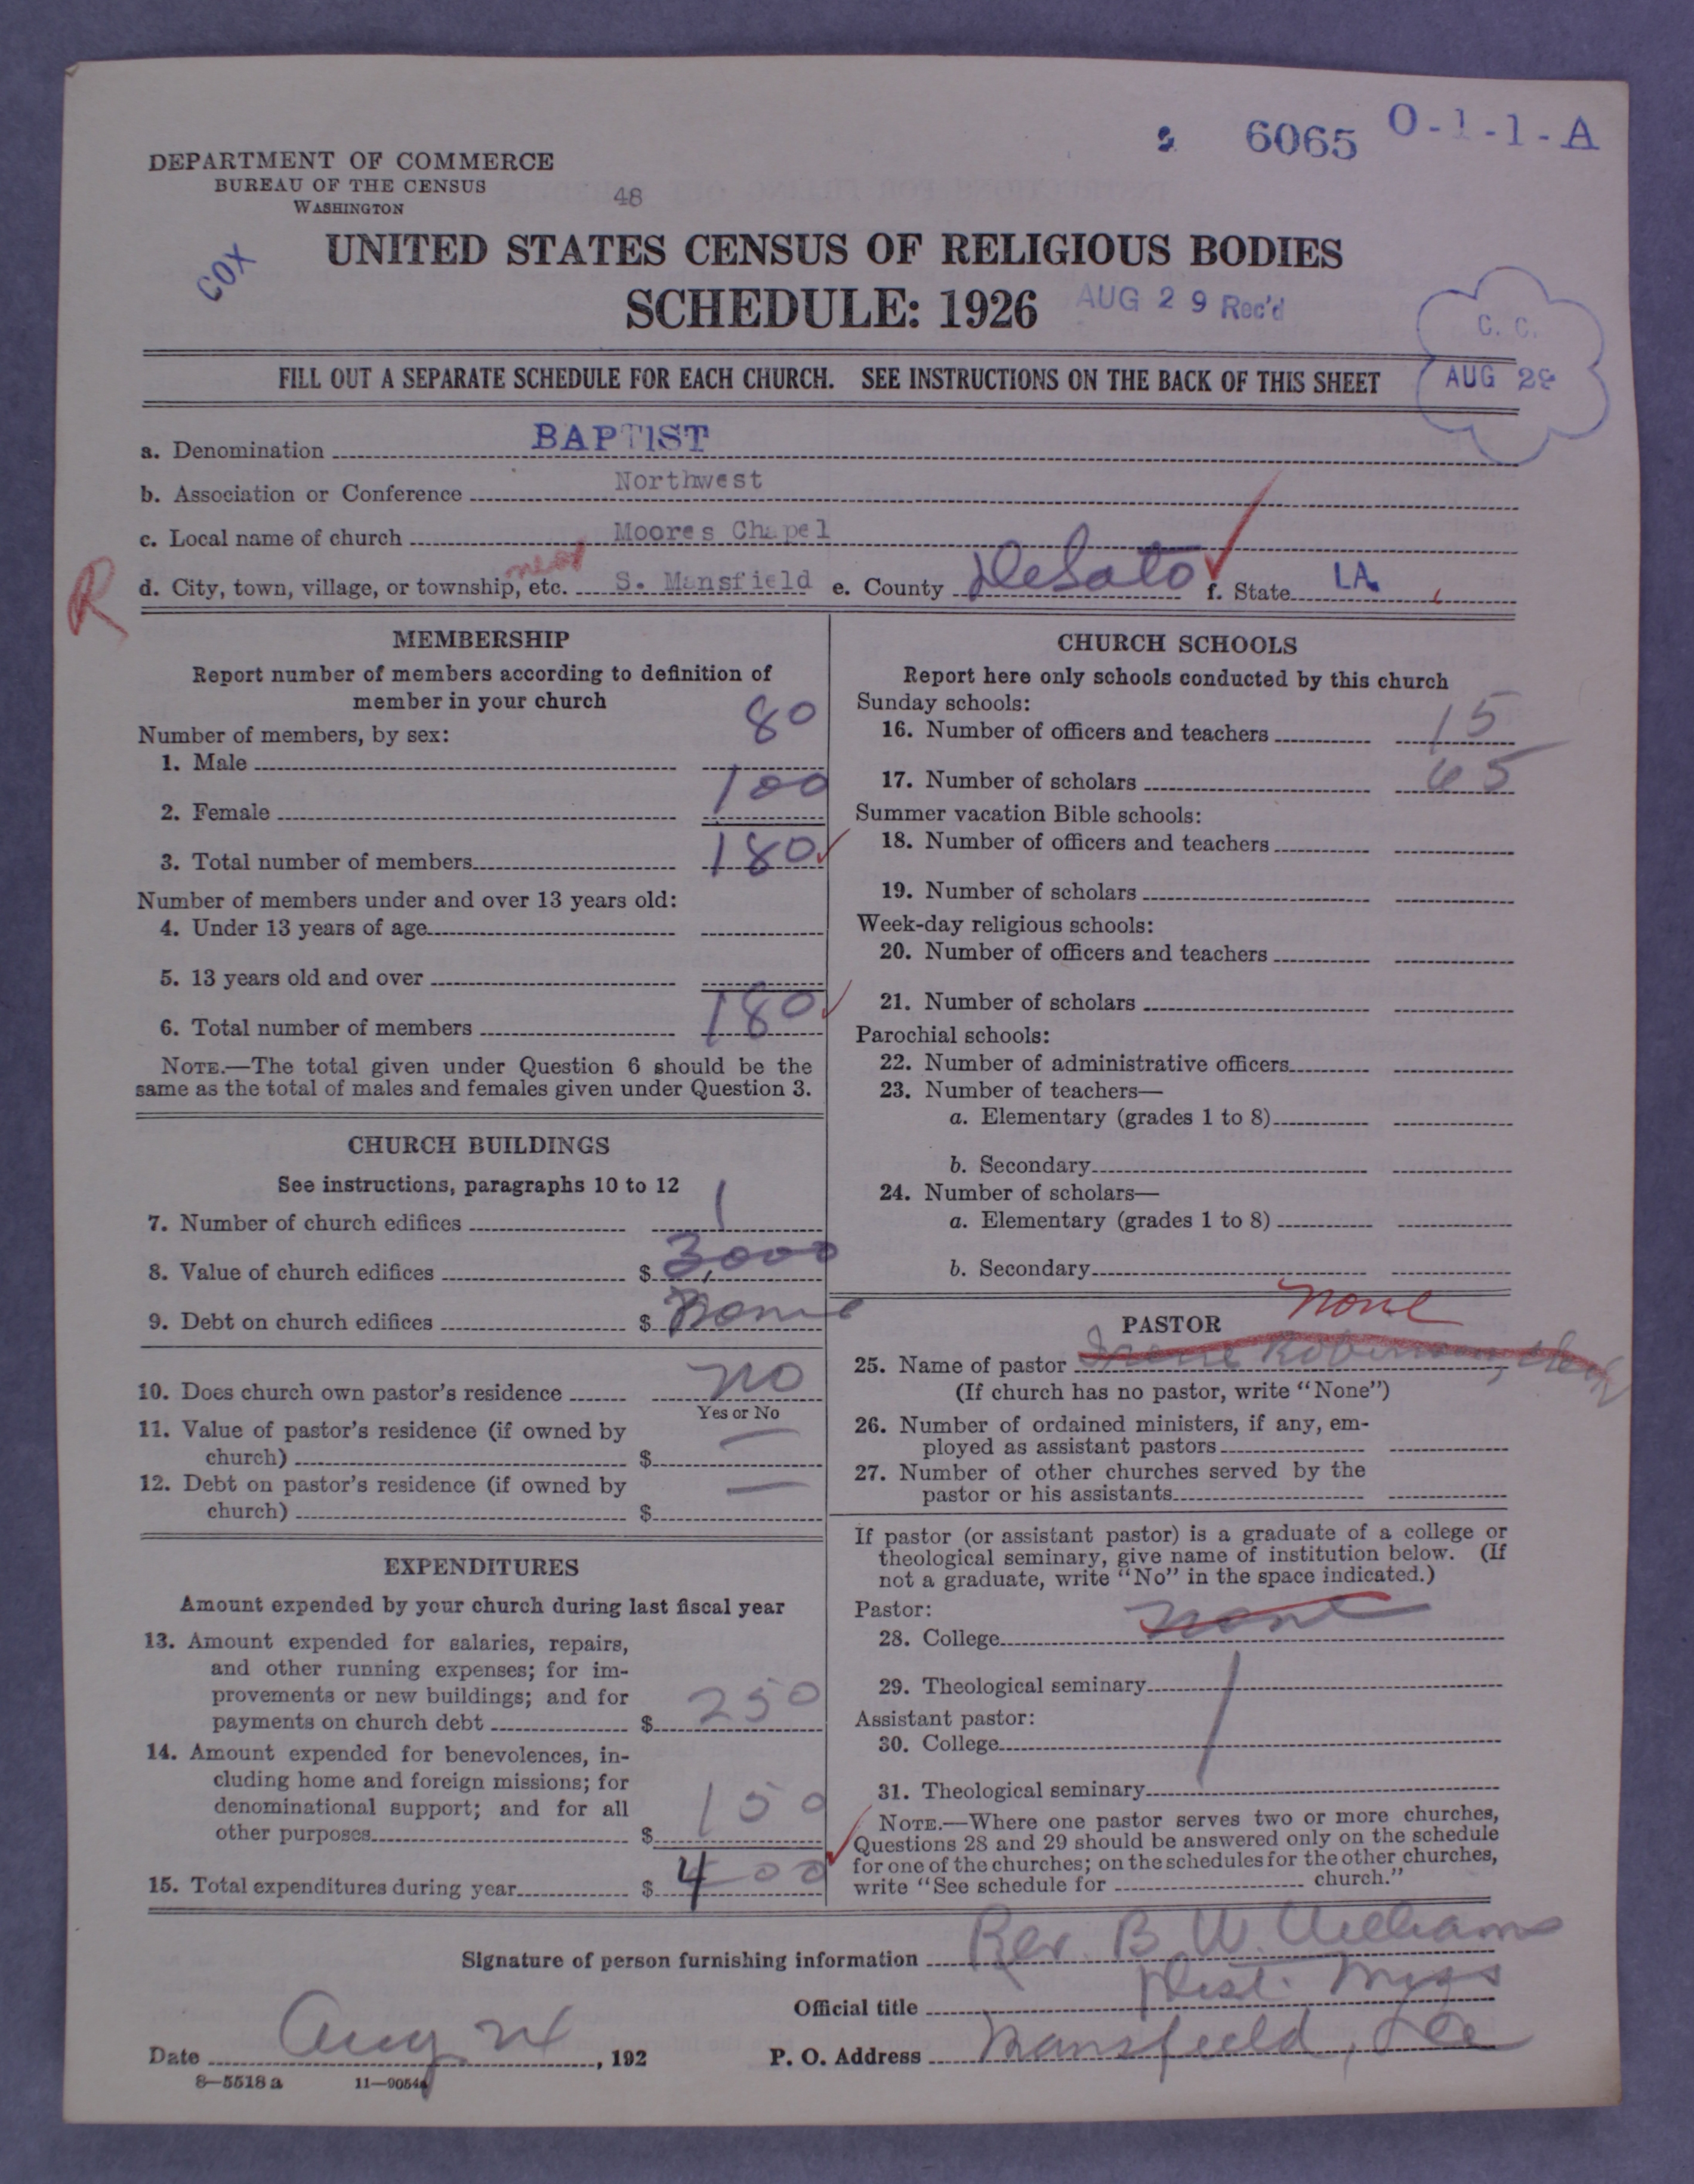 6065 O-1-1-A
DEPARTMENT OF COMMERCE
BUREAU OF THE CENSUS
WASHINGTON
48
COX
UNITED STATES CENSUS OF RELIGIOUS BODIES
SCHEDULE: 1926
AUG 29 Rec'd
C. C.
AUG 29
FILL OUT A SEPARATE SCHEDULE FOR EACH CHURCH. SEE INSTRUCTIONS ON THE BACK OF THIS SHEET
a. Denomination BAPTIST
b. Association or Conference Northwest
c. Local name of church Moores Chapel
R
near
d. City, town, village, or township, etc. S. Mansfield e. County DeSoto f. State LA.
MEMBERSHIP
Report number of members according to definition of
member in your church
Number of members, by sex:
1. Male 80
2. Female 100
3. Total number of members 180
Number of members under and over 13 years old:
4. Under 13 years of age
5. 13 years old and over
6. Total number of members 180
NOTE.—The total given under Question 6 should be the
same as the total of males and females given under Question 3.
CHURCH BUILDINGS
See instructions, paragraphs 10 to 12
7. Number of church edifices 1
8. Value of church edifices $ 3,000
9. Debt on church edifices $ None
10. Does church own pastor's residence no
Yes or No
11. Value of pastor's residence (if owned by
church) $ —
12. Debt on pastor's residence (if owned by
church) $ —
EXPENDITURES
Amount expended by your church during last fiscal year
13. Amount expended for salaries, repairs,
and other running expenses; for im-
provements or new buildings; and for
payments on church debt $ 250
14. Amount expended for benevolences, in-
cluding home and foreign missions; for
denominational support; and for all
other purposes $ 150
15. Total expenditures during year $ 400
CHURCH SCHOOLS
Report here only schools conducted by this church
Sunday schools:
16. Number of officers and teachers 15
17. Number of scholars 65
Summer vacation Bible schools:
18. Number of officers and teachers
19. Number of scholars
Week-day religious schools:
20. Number of officers and teachers
21. Number of scholars
Parochial schools:
22. Number of administrative officers
23. Number of teachers—
a. Elementary (grades 1 to 8)
b. Secondary
24. Number of scholars—
a. Elementary (grades 1 to 8)
b. Secondary
PASTOR
none
25. Name of pastor Irene Robinson, Clerk
(If church has no pastor, write "None")
26. Number of ordained ministers, if any, em-
ployed as assistant pastors
27. Number of other churches served by the
pastor or his assistants
If pastor (or assistant pastor) is a graduate of a college or
theological seminary, give name of institution below. (If
not a graduate, write "No" in the space indicated.)
Pastor:
28. College none
29. Theological seminary
Assistant pastor:
30. College
31. Theological seminary
NOTE.—Where one pastor serves two or more churches,
Questions 28 and 29 should be answered only on the schedule
for one of the churches; on the schedules for the other churches,
write "See schedule for church."
Signature of person furnishing information Rev. B. W. Williams
Official title Dist. Miss
Date Aug 24, 192 P. O. Address Mansfield, La
8—5518 a 11—9054